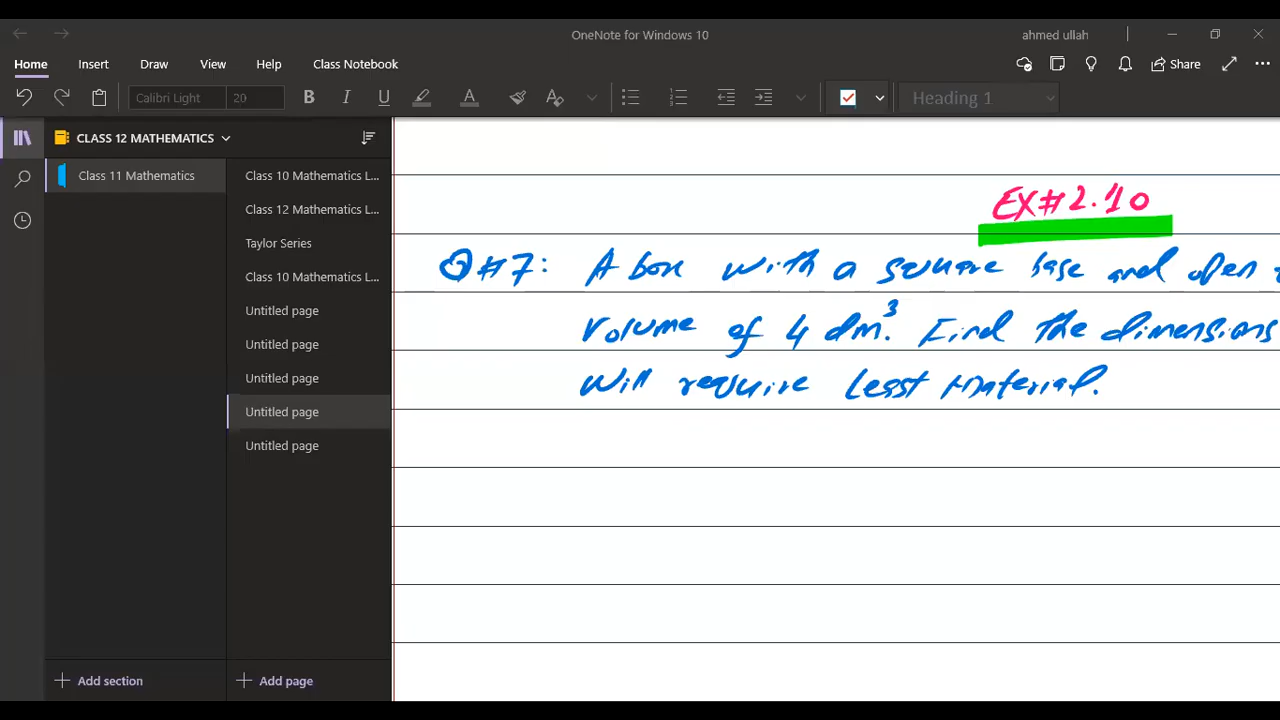 OneNote for Windows 10
ahmed ullah
Home Insert Draw View Help Class Notebook
Share
Calibri Light 20 B I U A Heading 1
CLASS 12 MATHEMATICS
Class 11 Mathematics
Class 10 Mathematics L...
Class 12 Mathematics L...
Taylor Series
Class 10 Mathematics L...
Untitled page
Untitled page
Untitled page
Untitled page
Untitled page
Add section
Add page
EX#2.10
Q#7: A box with a square base and open
Volume of 4 dm³. Find the dimensions
will require Least Material.